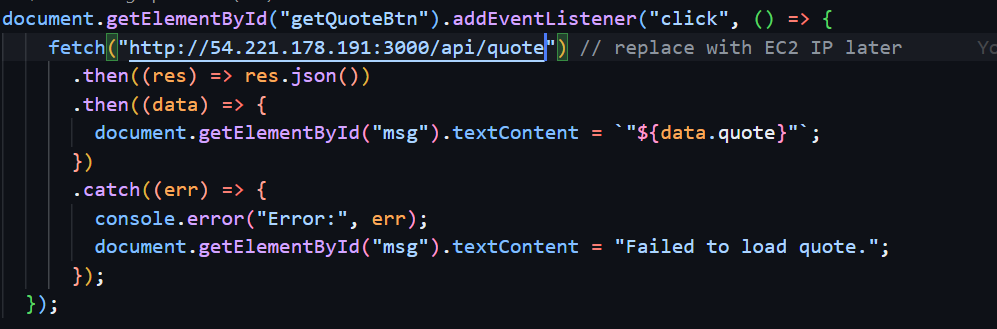 document.getElementById("getQuoteBtn").addEventListener("click", () => {
fetch("http://54.221.178.191:3000/api/quote") // replace with EC2 IP later
.then((res) => res.json())
.then((data) => {
document.getElementById("msg").textContent = `"${data.quote}"`;
})
.catch((err) => {
console.error("Error:", err);
document.getElementById("msg").textContent = "Failed to load quote.";
});
});